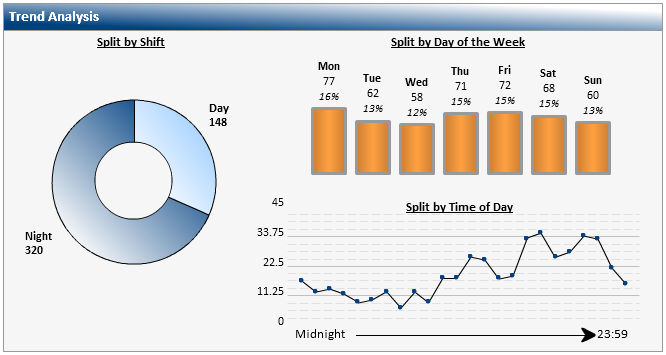 Trend Analysis
Split by Shift
Day
148
Night
320
Split by Day of the Week
Mon
77
16%
Tue
62
13%
Wed
58
12%
Thu
71
15%
Fri
72
15%
Sat
68
15%
Sun
60
13%
Split by Time of Day
45
33.75
22.5
11.25
0
Midnight
23:59